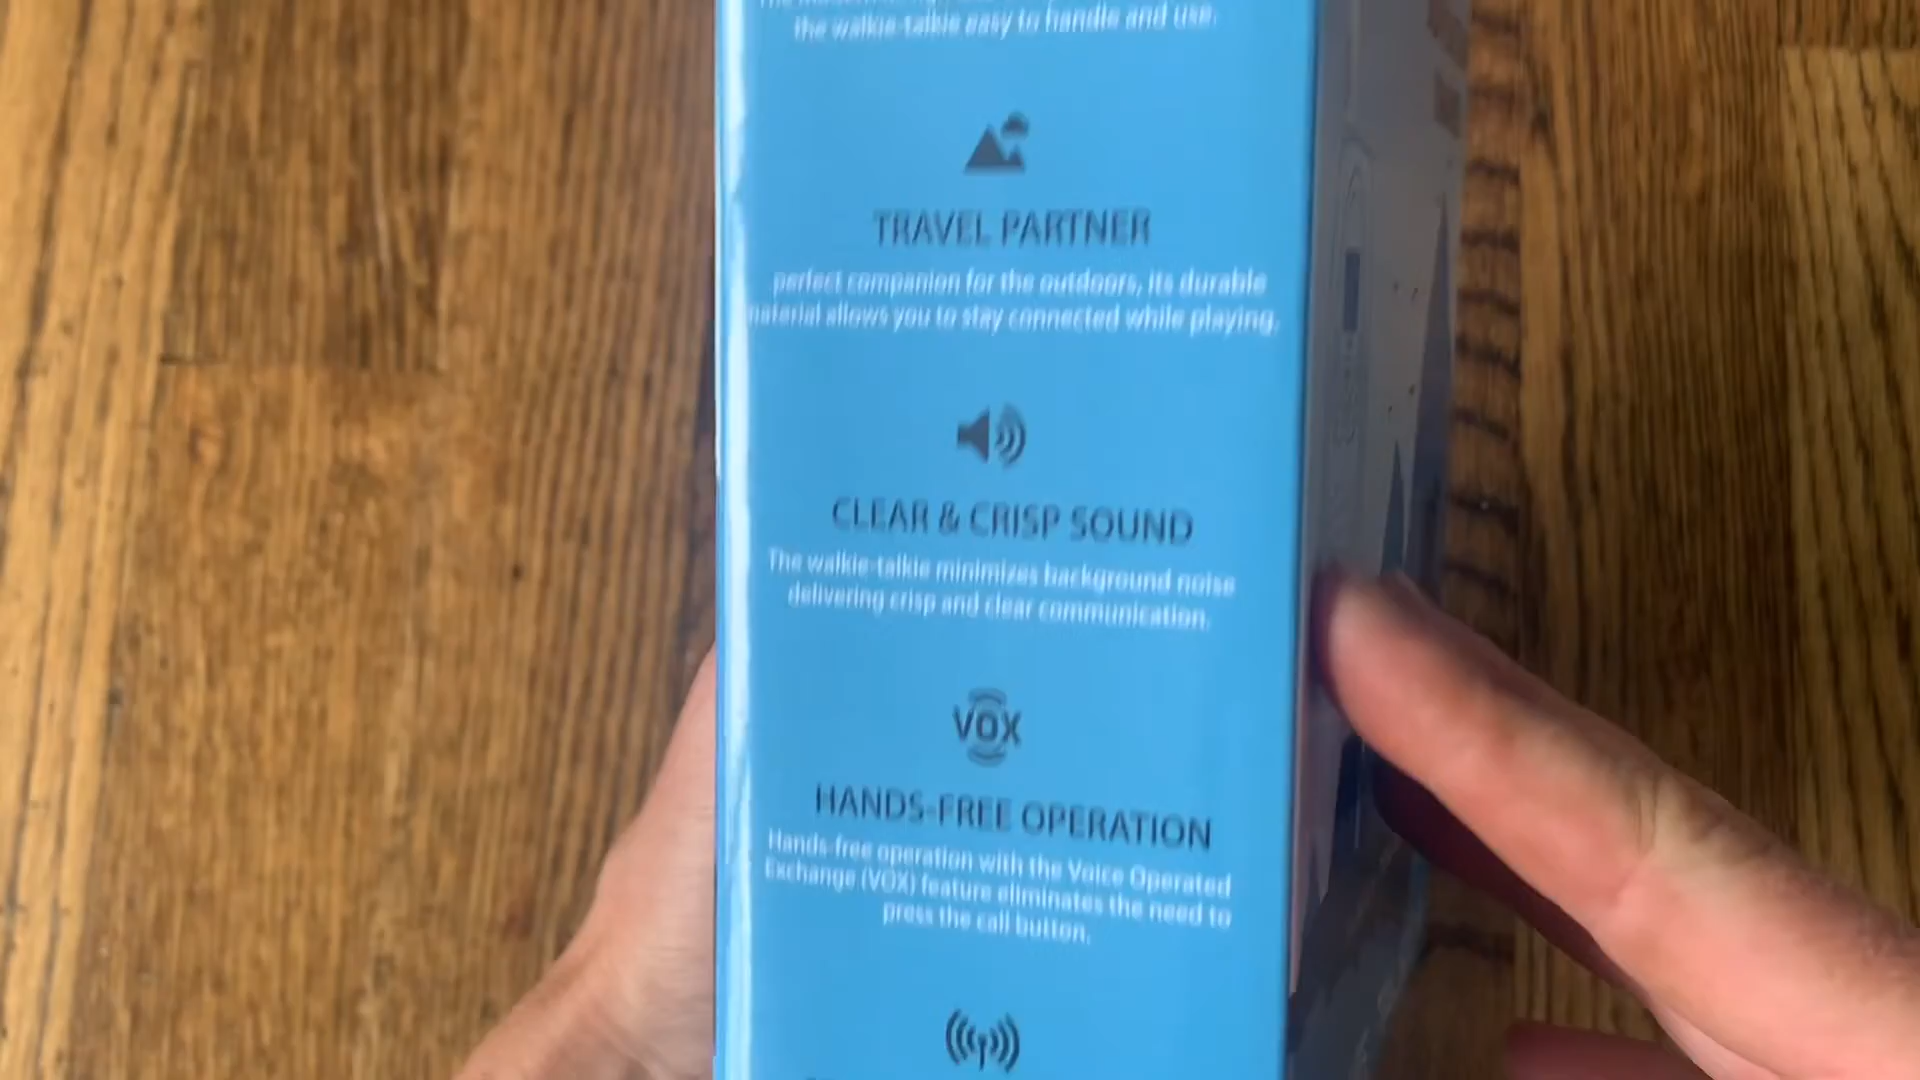 the walkie-talkie easy to handle and use.
TRAVEL PARTNER
perfect companion for the outdoors, its durable
material allows you to stay connected while playing.
CLEAR & CRISP SOUND
The walkie-talkie minimizes background noise
delivering crisp and clear communication.
VOX
HANDS-FREE OPERATION
Hands-free operation with the Voice Operated
Exchange (VOX) feature eliminates the need to
press the call button.